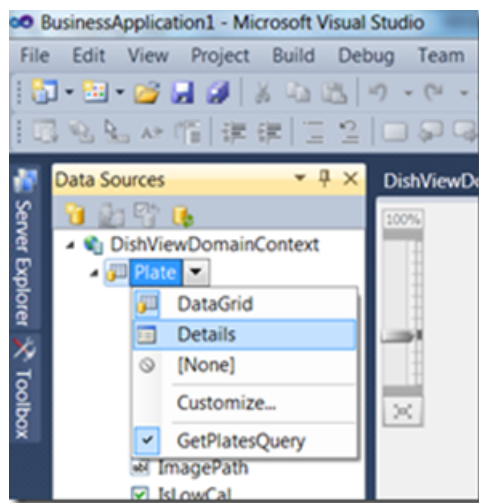 BusinessApplication1 - Microsoft Visual Studio
File Edit View Project Build Debug Team
Data Sources
DishViewDo
100%
DishViewDomainContext
Plate
DataGrid
Details
[None]
Customize...
GetPlatesQuery
ImagePath
IsLowCal
Server Explorer
Toolbox